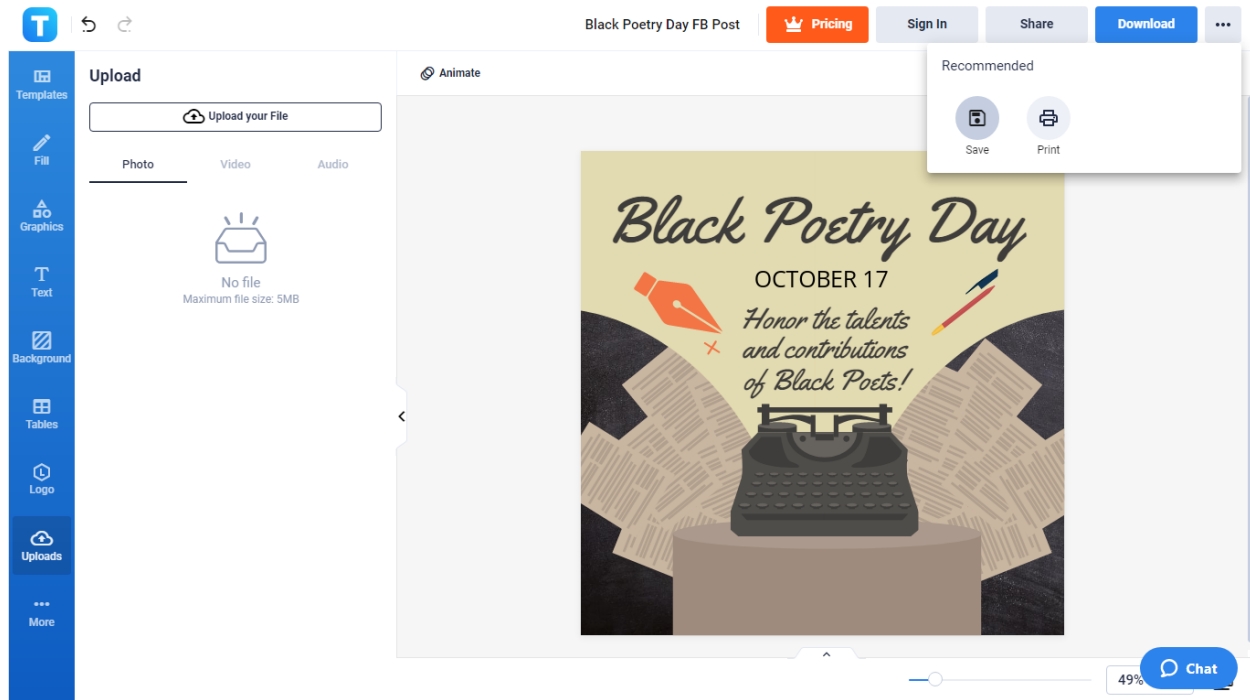 T
Black Poetry Day FB Post
Pricing
Sign In
Share
Download
Recommended
Save
Print
Templates
Fill
Graphics
Text
Background
Tables
Logo
Uploads
More
Upload
Upload your File
Photo
Video
Audio
No file
Maximum file size: 5MB
Animate
Black Poetry Day
OCTOBER 17
Honor the talents
and contributions
of Black Poets!
49%
Chat